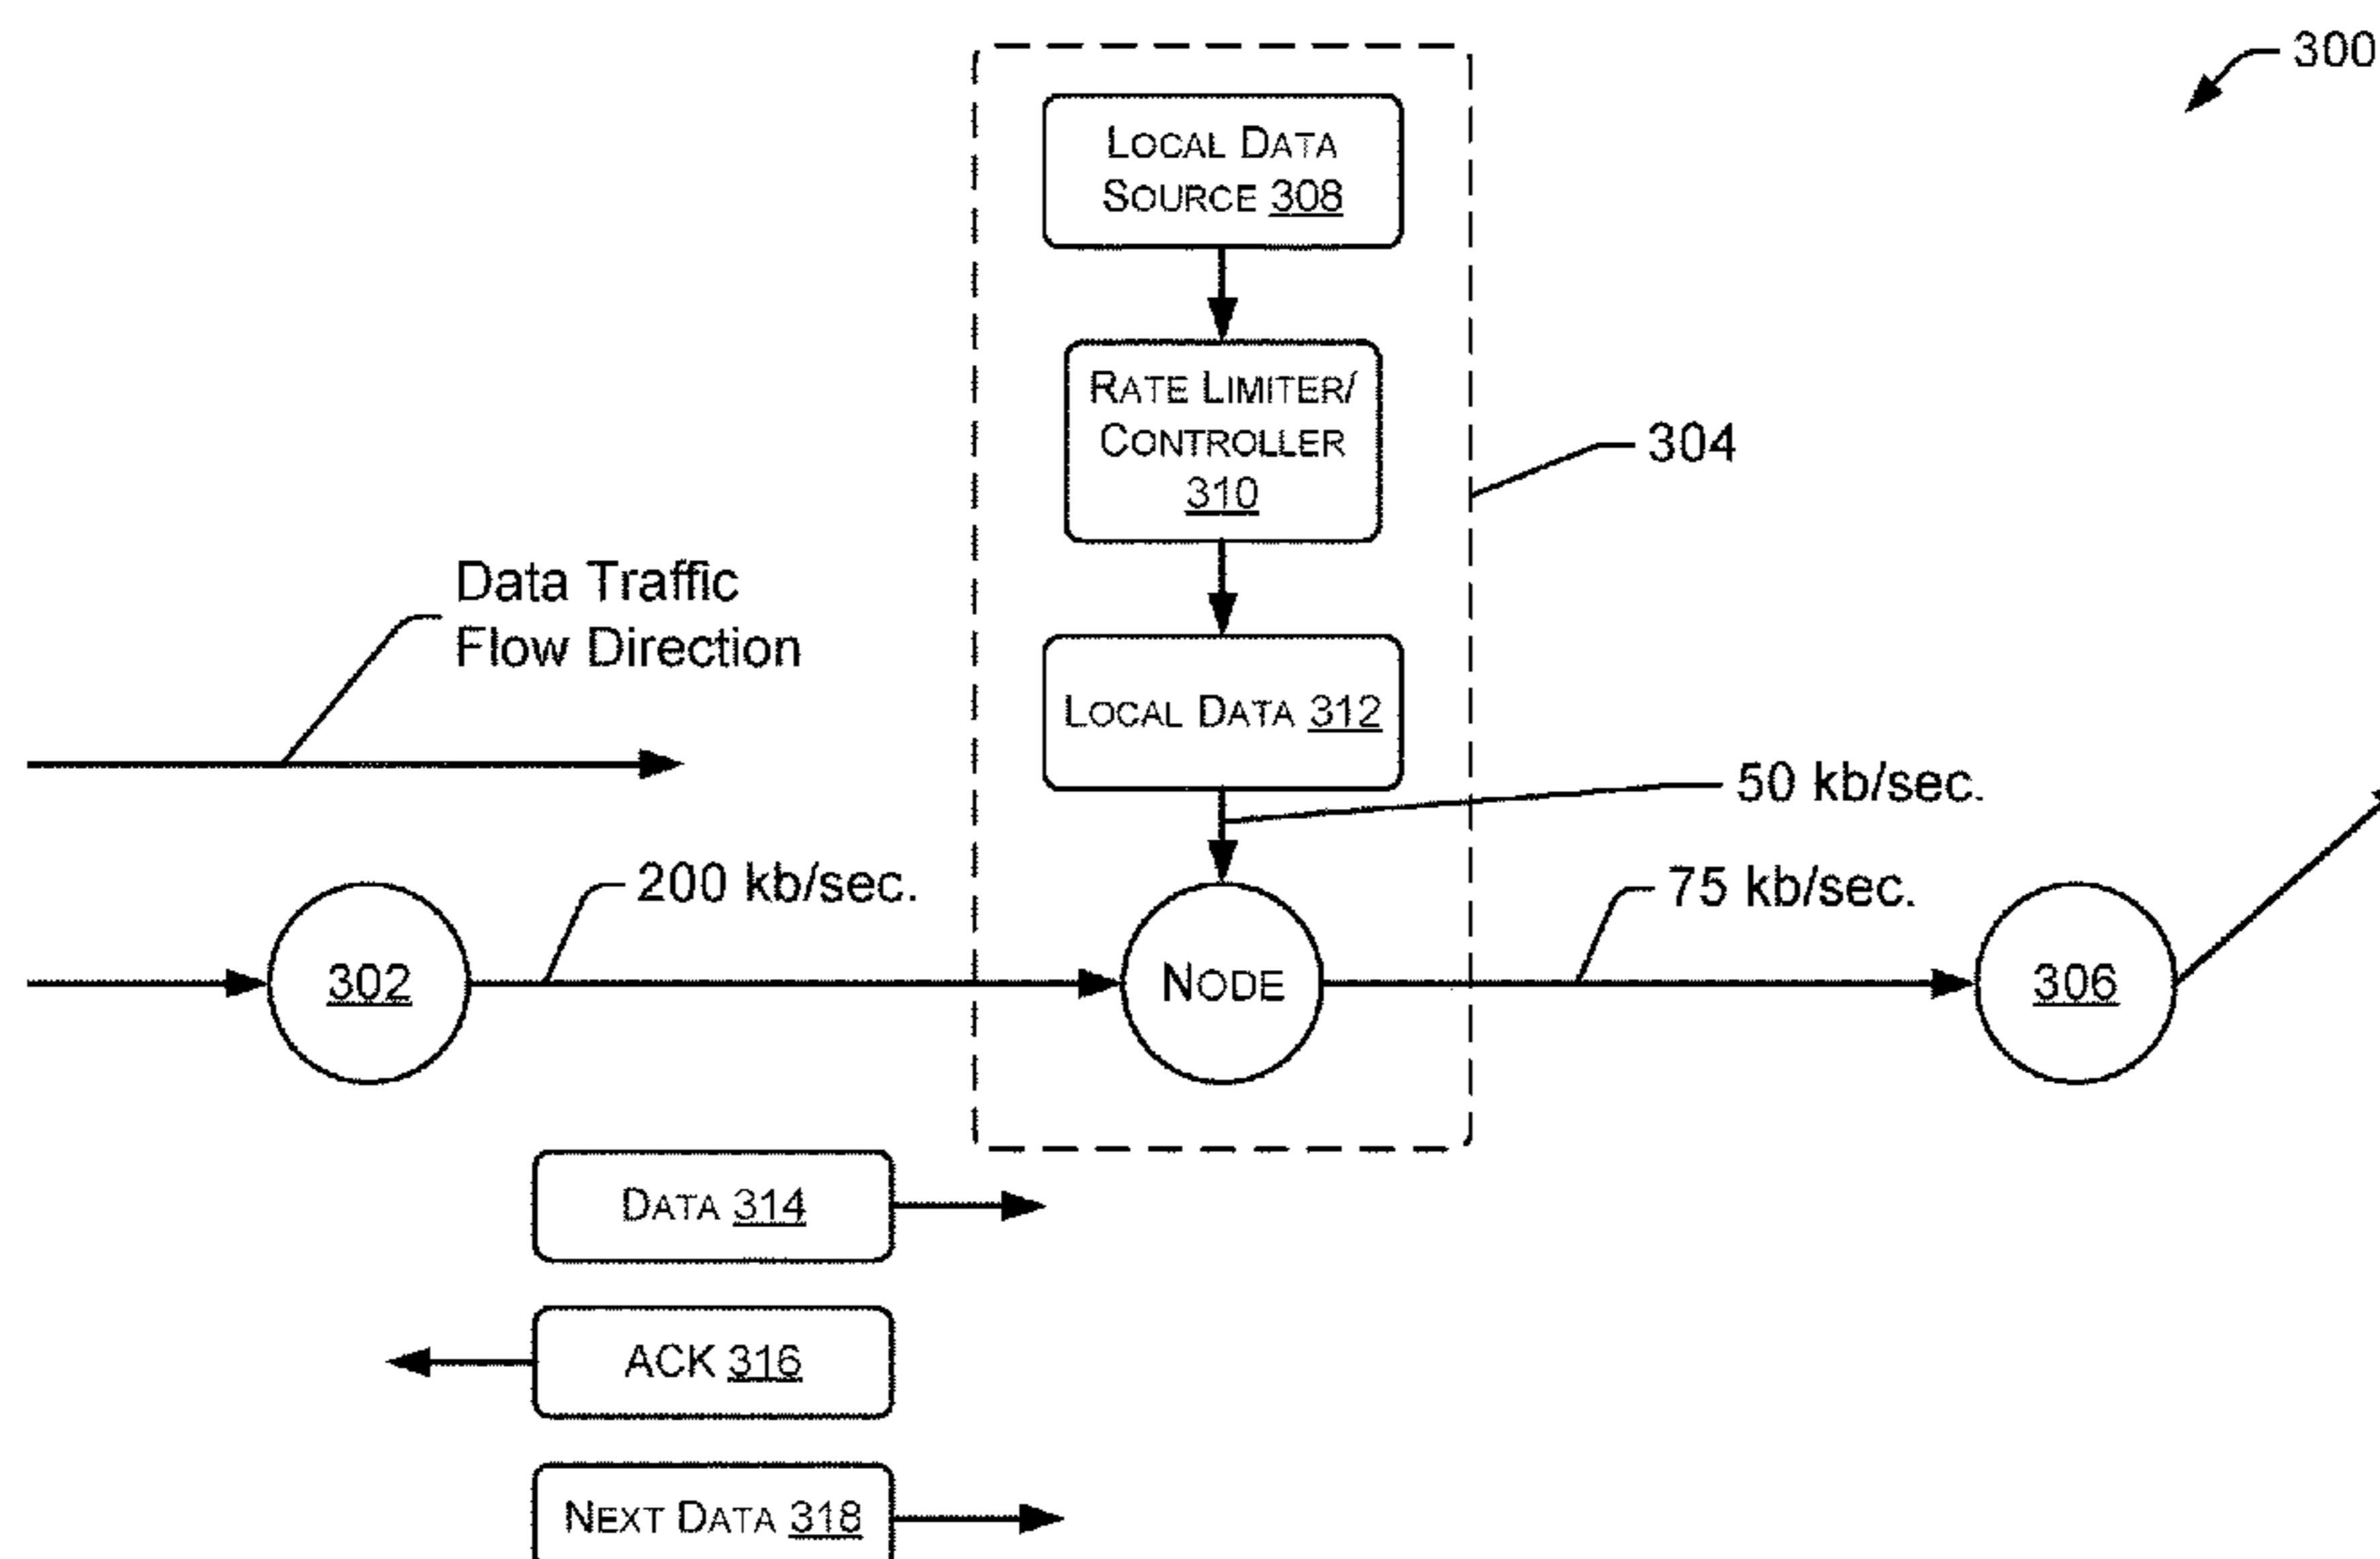 300
LOCAL DATA
SOURCE 308
RATE LIMITER/
CONTROLLER
310
304
Data Traffic
Flow Direction
LOCAL DATA 312
50 kb/sec.
200 kb/sec.
75 kb/sec.
302
NODE
306
DATA 314
ACK 316
NEXT DATA 318